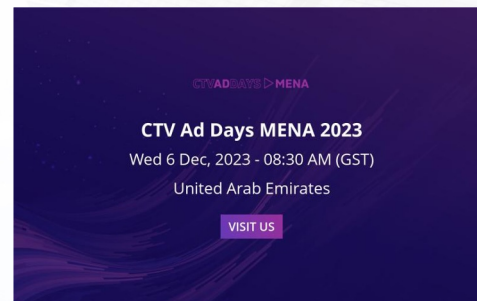 CTVADDAYS MENA
CTV Ad Days MENA 2023
Wed 6 Dec, 2023 - 08:30 AM (GST)
United Arab Emirates
VISIT US